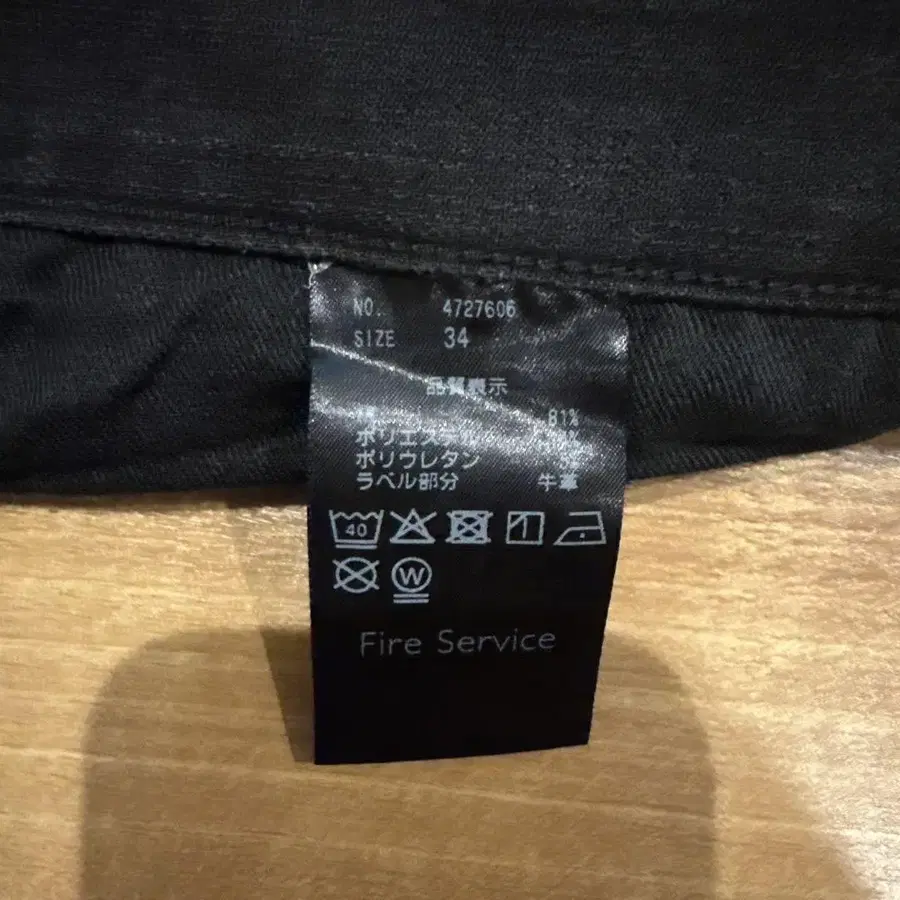 NO. 4727606
SIZE 34
品質表示
81%
ポリエステル
ポリウレタン
ラベル部分 牛革
40
W
Fire Service